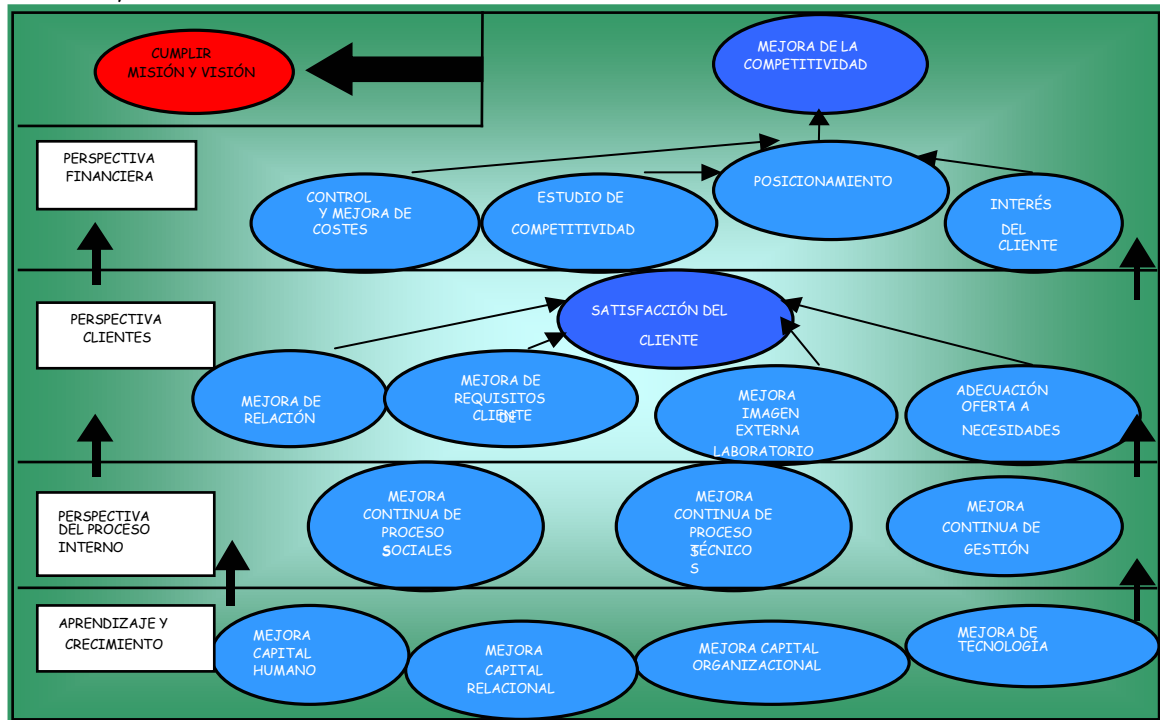 CUMPLIR
MISIÓN Y VISIÓN
MEJORA DE LA
COMPETITIVIDAD
PERSPECTIVA
FINANCIERA
CONTROL
Y MEJORA DE
COSTES
ESTUDIO DE
COMPETITIVIDAD
POSICIONAMIENTO
INTERÉS
DEL
CLIENTE
PERSPECTIVA
CLIENTES
SATISFACCIÓN DEL
CLIENTE
MEJORA DE
RELACIÓN
MEJORA DE
REQUISITOS
DE
CLIENTE
MEJORA
IMAGEN
EXTERNA
LABORATORIO
ADECUACIÓN
OFERTA A
NECESIDADES
PERSPECTIVA
DEL PROCESO
INTERNO
MEJORA
CONTINUA DE
PROCESO
SOCIALES
MEJORA
CONTINUA DE
PROCESO
TÉCNICO
S
MEJORA
CONTINUA DE
GESTIÓN
APRENDIZAJE Y
CRECIMIENTO
MEJORA
CAPITAL
HUMANO
MEJORA
CAPITAL
RELACIONAL
MEJORA CAPITAL
ORGANIZACIONAL
MEJORA DE
TECNOLOGÍA